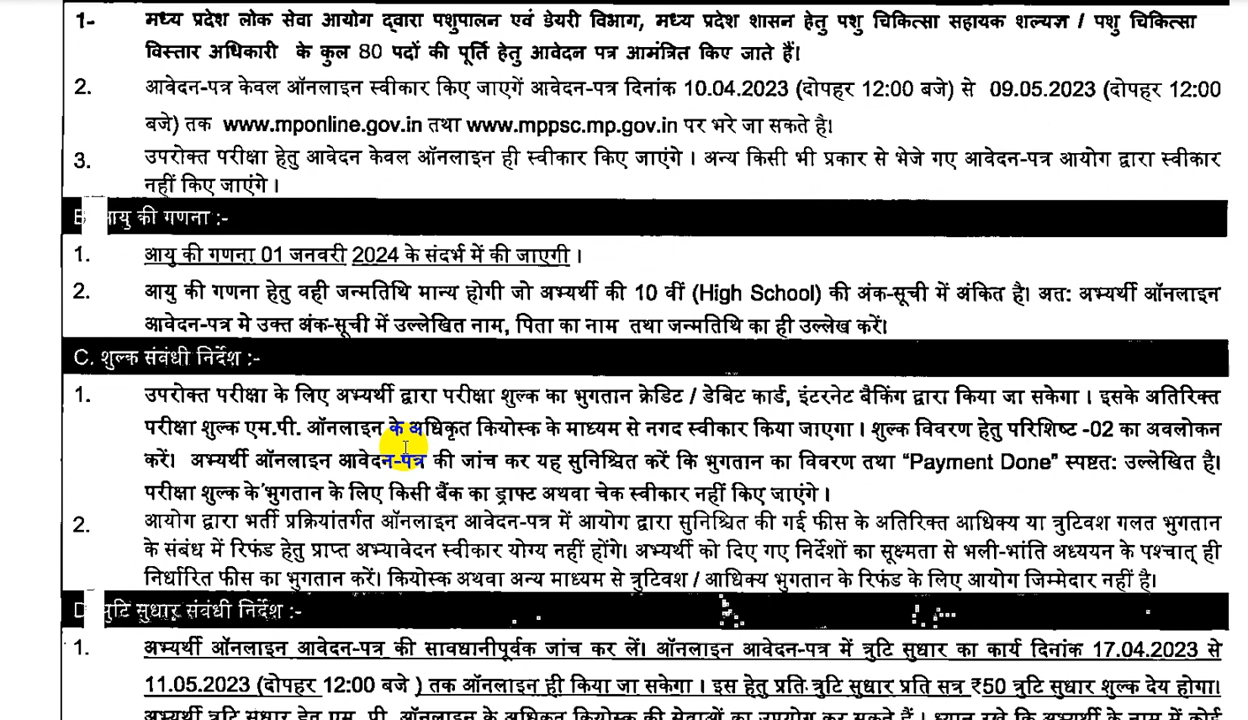 1- मध्य प्रदेश लोक सेवा आयोग द्वारा पशुपालन एवं डेयरी विभाग, मध्य प्रदेश शासन हेतु पशु चिकित्सा सहायक शल्यज्ञ / पशु चिकित्सा
विस्तार अधिकारी के कुल 80 पदों की पूर्ति हेतु आवेदन पत्र आमंत्रित किए जाते हैं।
2. आवेदन-पत्र केवल ऑनलाइन स्वीकार किए जाएगें आवेदन-पत्र दिनांक 10.04.2023 (दोपहर 12:00 बजे) से 09.05.2023 (दोपहर 12:00
बजे) तक www.mponline.gov.in तथा www.mppsc.mp.gov.in पर भरे जा सकते है।
3. उपरोक्त परीक्षा हेतु आवेदन केवल ऑनलाइन ही स्वीकार किए जाएंगे । अन्य किसी भी प्रकार से भेजे गए आवेदन-पत्र आयोग द्वारा स्वीकार
नहीं किए जाएंगे ।
आयु की गणना :-
1. आयु की गणना 01 जनवरी 2024 के संदर्भ में की जाएगी ।
2. आयु की गणना हेतु वही जन्मतिथि मान्य होगी जो अभ्यर्थी की 10 वीं (High School) की अंक-सूची में अंकित है। अत: अभ्यर्थी ऑनलाइन
आवेदन-पत्र मे उक्त अंक-सूची में उल्लेखित नाम, पिता का नाम तथा जन्मतिथि का ही उल्लेख करें।
C. शुल्क संबंधी निर्देश :-
1. उपरोक्त परीक्षा के लिए अभ्यर्थी द्वारा परीक्षा शुल्क का भुगतान क्रेडिट / डेबिट कार्ड, इंटरनेट बैकिंग द्वारा किया जा सकेगा । इसके अतिरिक्त
परीक्षा शुल्क एम.पी. ऑनलाइन के अधिकृत कियोस्क के माध्यम से नगद स्वीकार किया जाएगा । शुल्क विवरण हेतु परिशिष्ट -02 का अवलोकन
करें। अभ्यर्थी ऑनलाइन आवेदन-पत्र की जांच कर यह सुनिश्चित करें कि भुगतान का विवरण तथा “Payment Done” स्पष्टत: उल्लेखित है।
परीक्षा शुल्क के भुगतान के लिए किसी बैंक का ड्राफ्ट अथवा चेक स्वीकार नहीं किए जाएंगे ।
2. आयोग द्वारा भर्ती प्रक्रियांतर्गत ऑनलाइन आवेदन-पत्र में आयोग द्वारा सुनिश्चित की गई फीस के अतिरिक्त आधिक्य या त्रुटिवश गलत भुगतान
के संबंध में रिफंड हेतु प्राप्त अभ्यावेदन स्वीकार योग्य नहीं होंगे। अभ्यर्थी को दिए गए निर्देशों का सूक्ष्मता से भली-भांति अध्ययन के पश्चात् ही
निर्धारित फीस का भुगतान करें। कियोस्क अथवा अन्य माध्यम से त्रुटिवश / आधिक्य भुगतान के रिफंड के लिए आयोग जिम्मेदार नहीं है।
त्रुटि सुधार संबंधी निर्देश :-
1. अभ्यर्थी ऑनलाइन आवेदन-पत्र की सावधानीपूर्वक जांच कर लें। ऑनलाइन आवेदन-पत्र में त्रुटि सुधार का कार्य दिनांक 17.04.2023 से
11.05.2023 (दोपहर 12:00 बजे ) तक ऑनलाइन ही किया जा सकेगा । इस हेतु प्रति त्रुटि सुधार प्रति सत्र ₹50 त्रुटि सुधार शुल्क देय होगा।